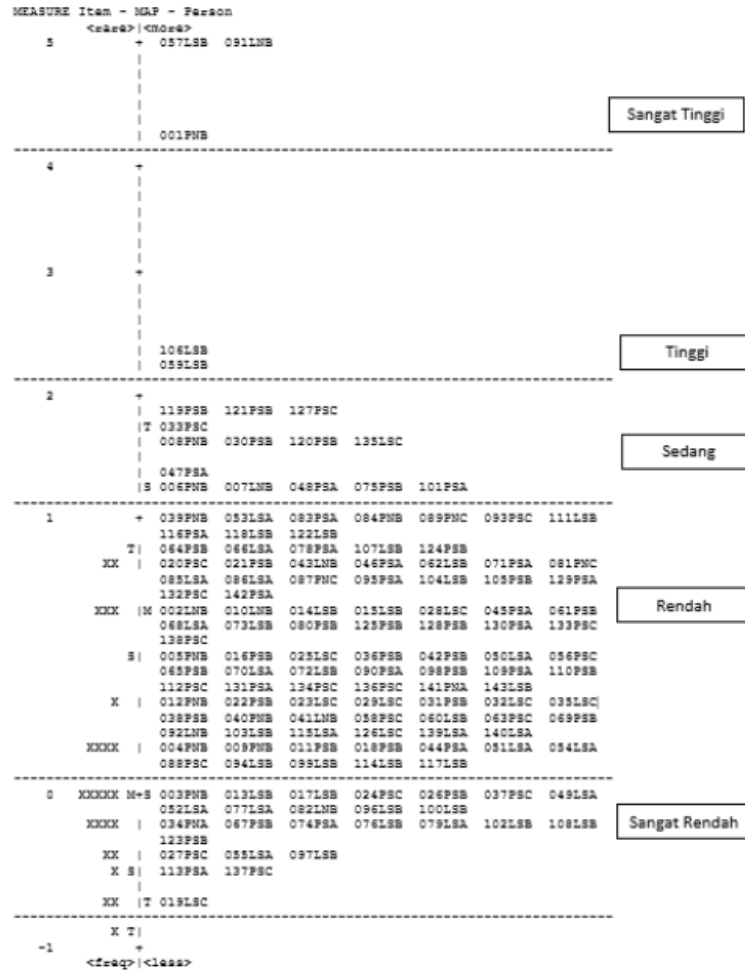 MEASURE Item - MAP - Person
<rare>|<more>
5 + 057LSB 091LNB
|
|
|
|
|
| 001PNB
Sangat Tinggi
4 +
|
|
|
|
|
|
3 +
|
|
|
|
|
| 106LSB
| 059LSB
Tinggi
2 +
| 119PSB 121PSB 127PSC
|T 033PSC
| 008PNB 030PSB 120PSB 135LSC
|
| 047PSA
|S 006PNB 007LNB 048PSA 075PSB 101PSA
Sedang
1 + 039PNB 053LSA 083PSA 084PNB 089PNC 093PSC 111LSB
116PSA 118LSB 122LSB
T| 064PSB 066LSA 078PSA 107LSB 124PSB
XX | 020PSC 021PSB 043LNB 046PSA 062LSB 071PSA 081PNC
085LSA 086LSA 087PNC 095PSA 104LSB 105PSB 129PSA
132PSC 142PSA
XXX |M 002LNB 010LNB 014LSB 015LSB 028LSC 045PSA 061PSB
068LSA 073LSB 080PSB 125PSB 128PSB 130PSA 133PSC
138PSC
S| 005PNB 016PSB 025LSC 036PSB 042PSB 050LSA 056PSC
065PSB 070LSA 072LSB 090PSA 098PSB 109PSA 110PSB
112PSC 131PSA 134PSC 136PSC 141PNA 143LSB
X | 012PNB 022PSB 023LSC 029LSC 031PSB 032LSC 035LSC|
038PSB 040PNB 041LNB 058PSC 060LSB 063PSC 069PSB
092LNB 103LSB 115LSA 126LSC 139LSA 140LSA
XXXX | 004PNB 009PNB 011PSB 018PSB 044PSA 051LSA 054LSA
088PSC 094LSB 099LSB 114LSB 117LSB
Rendah
0 XXXXX M+S 003PNB 013LSB 017LSB 024PSC 026PSB 037PSC 049LSA
052LSA 077LSA 082LNB 096LSB 100LSB
XXXX | 034PNA 067PSB 074PSA 076LSB 079LSA 102LSB 108LSB
123PSB
XX | 027PSC 055LSA 097LSB
X S| 113PSA 137PSC
|
XX |T 019LSC
Sangat Rendah
X T|
-1 +
<freq>|<less>